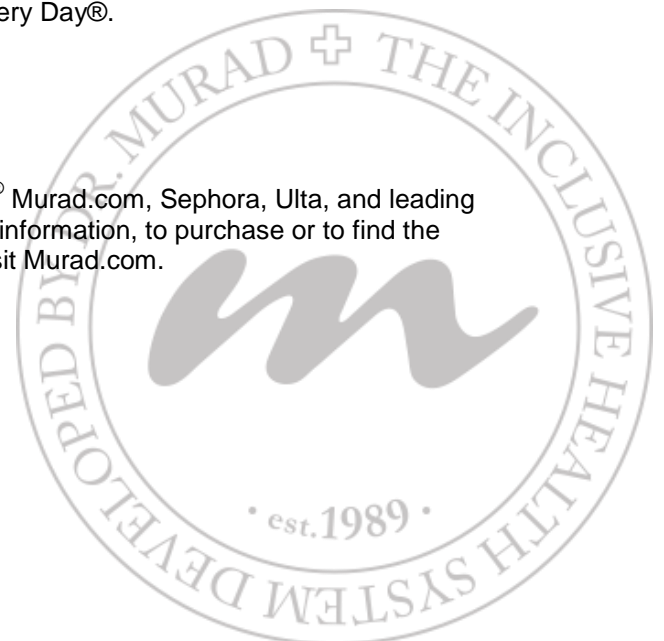 ery Day®.
® Murad.com, Sephora, Ulta, and leading
information, to purchase or to find the
sit Murad.com.
THE INCLUSIVE HEALTH SYSTEM DEVELOPED BY DR. MURAD
m
• est.1989 •